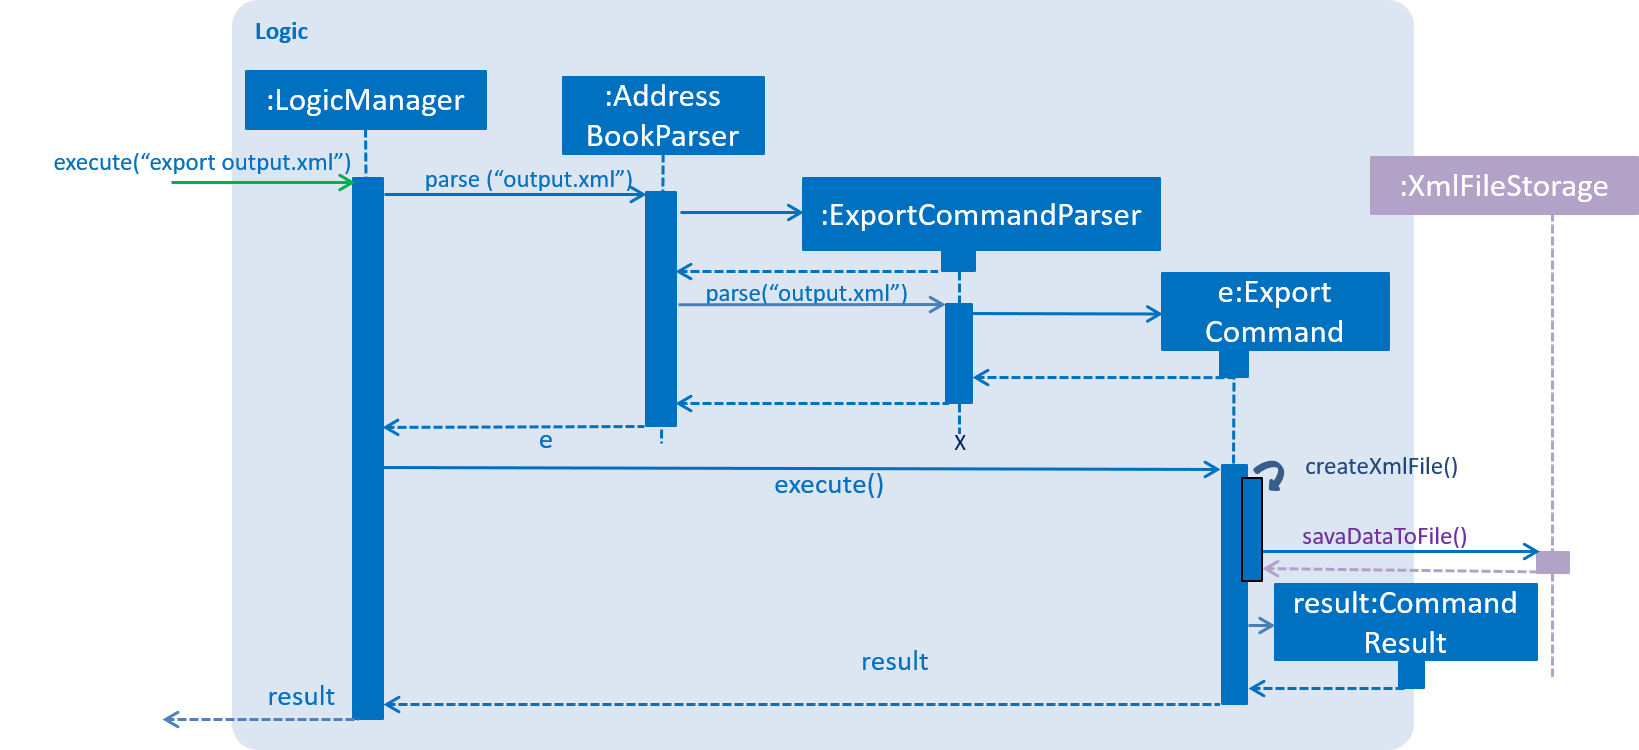 Logic
:LogicManager
:Address
BookParser
execute(“export output.xml”)
parse (“output.xml”)
:XmlFileStorage
:ExportCommandParser
parse(“output.xml”)
e:Export
Command
e
X
execute()
createXmlFile()
savaDataToFile()
result:Command
Result
result
result